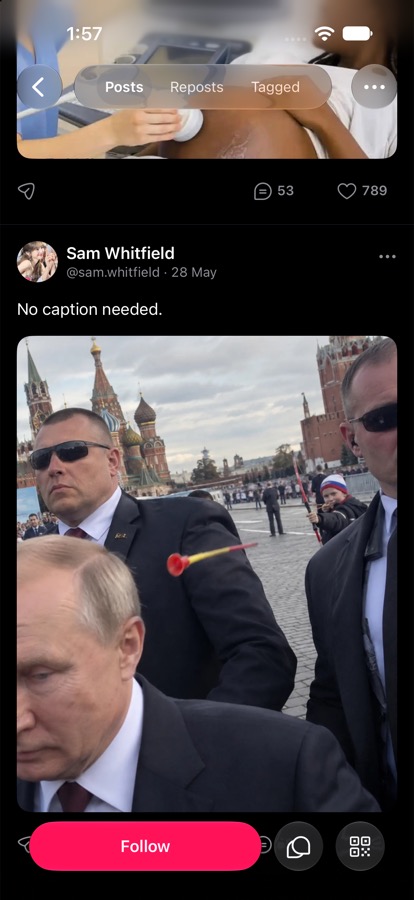 1:57
Posts Reposts Tagged
53 789
Sam Whitfield
@sam.whitfield · 28 May
No caption needed.
Follow